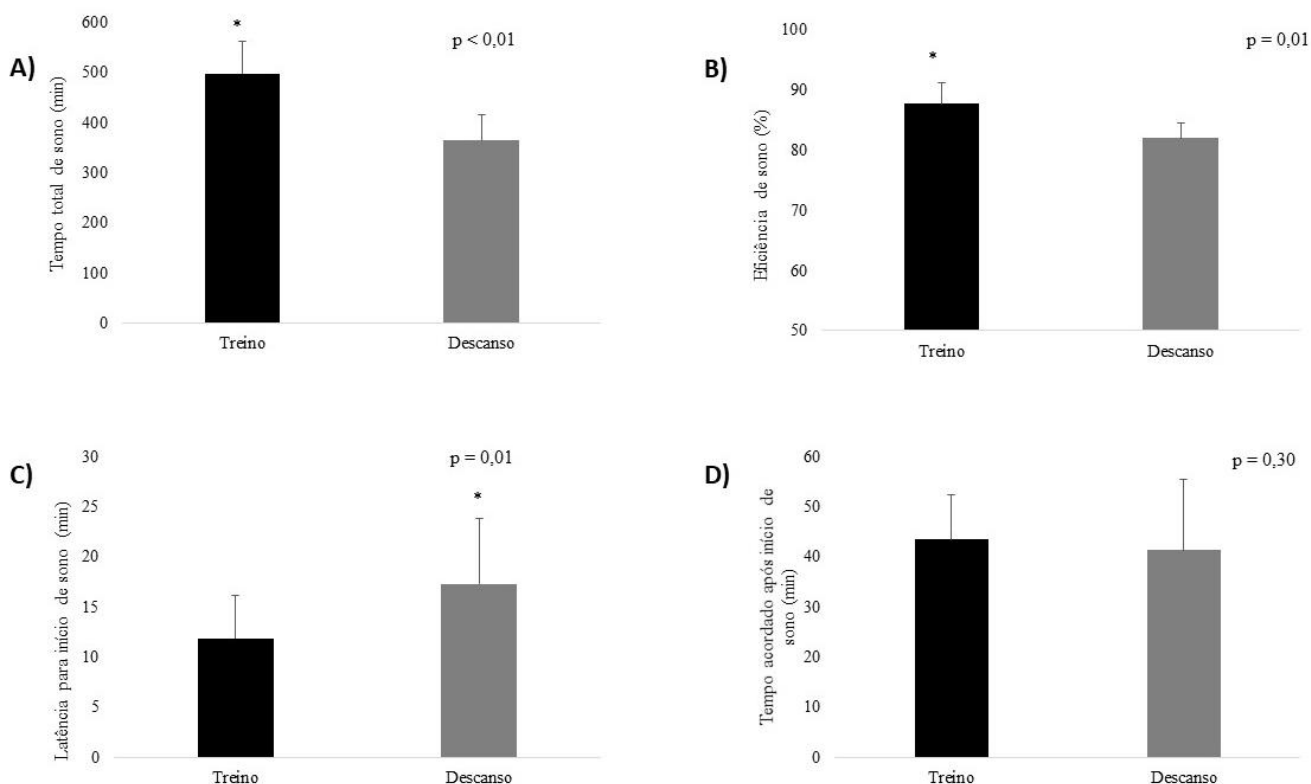 A)
Tempo total de sono (min)
600
500
400
300
200
100
0
*
p < 0,01
Treino
Descanso
B)
Eficiência de sono (%)
100
90
80
70
60
50
*
p = 0,01
Treino
Descanso
C)
Latência para início de sono (min)
30
25
20
15
10
5
0
p = 0,01
*
Treino
Descanso
D)
Tempo acordado após início de
sono (min)
60
50
40
30
20
10
0
p = 0,30
Treino
Descanso